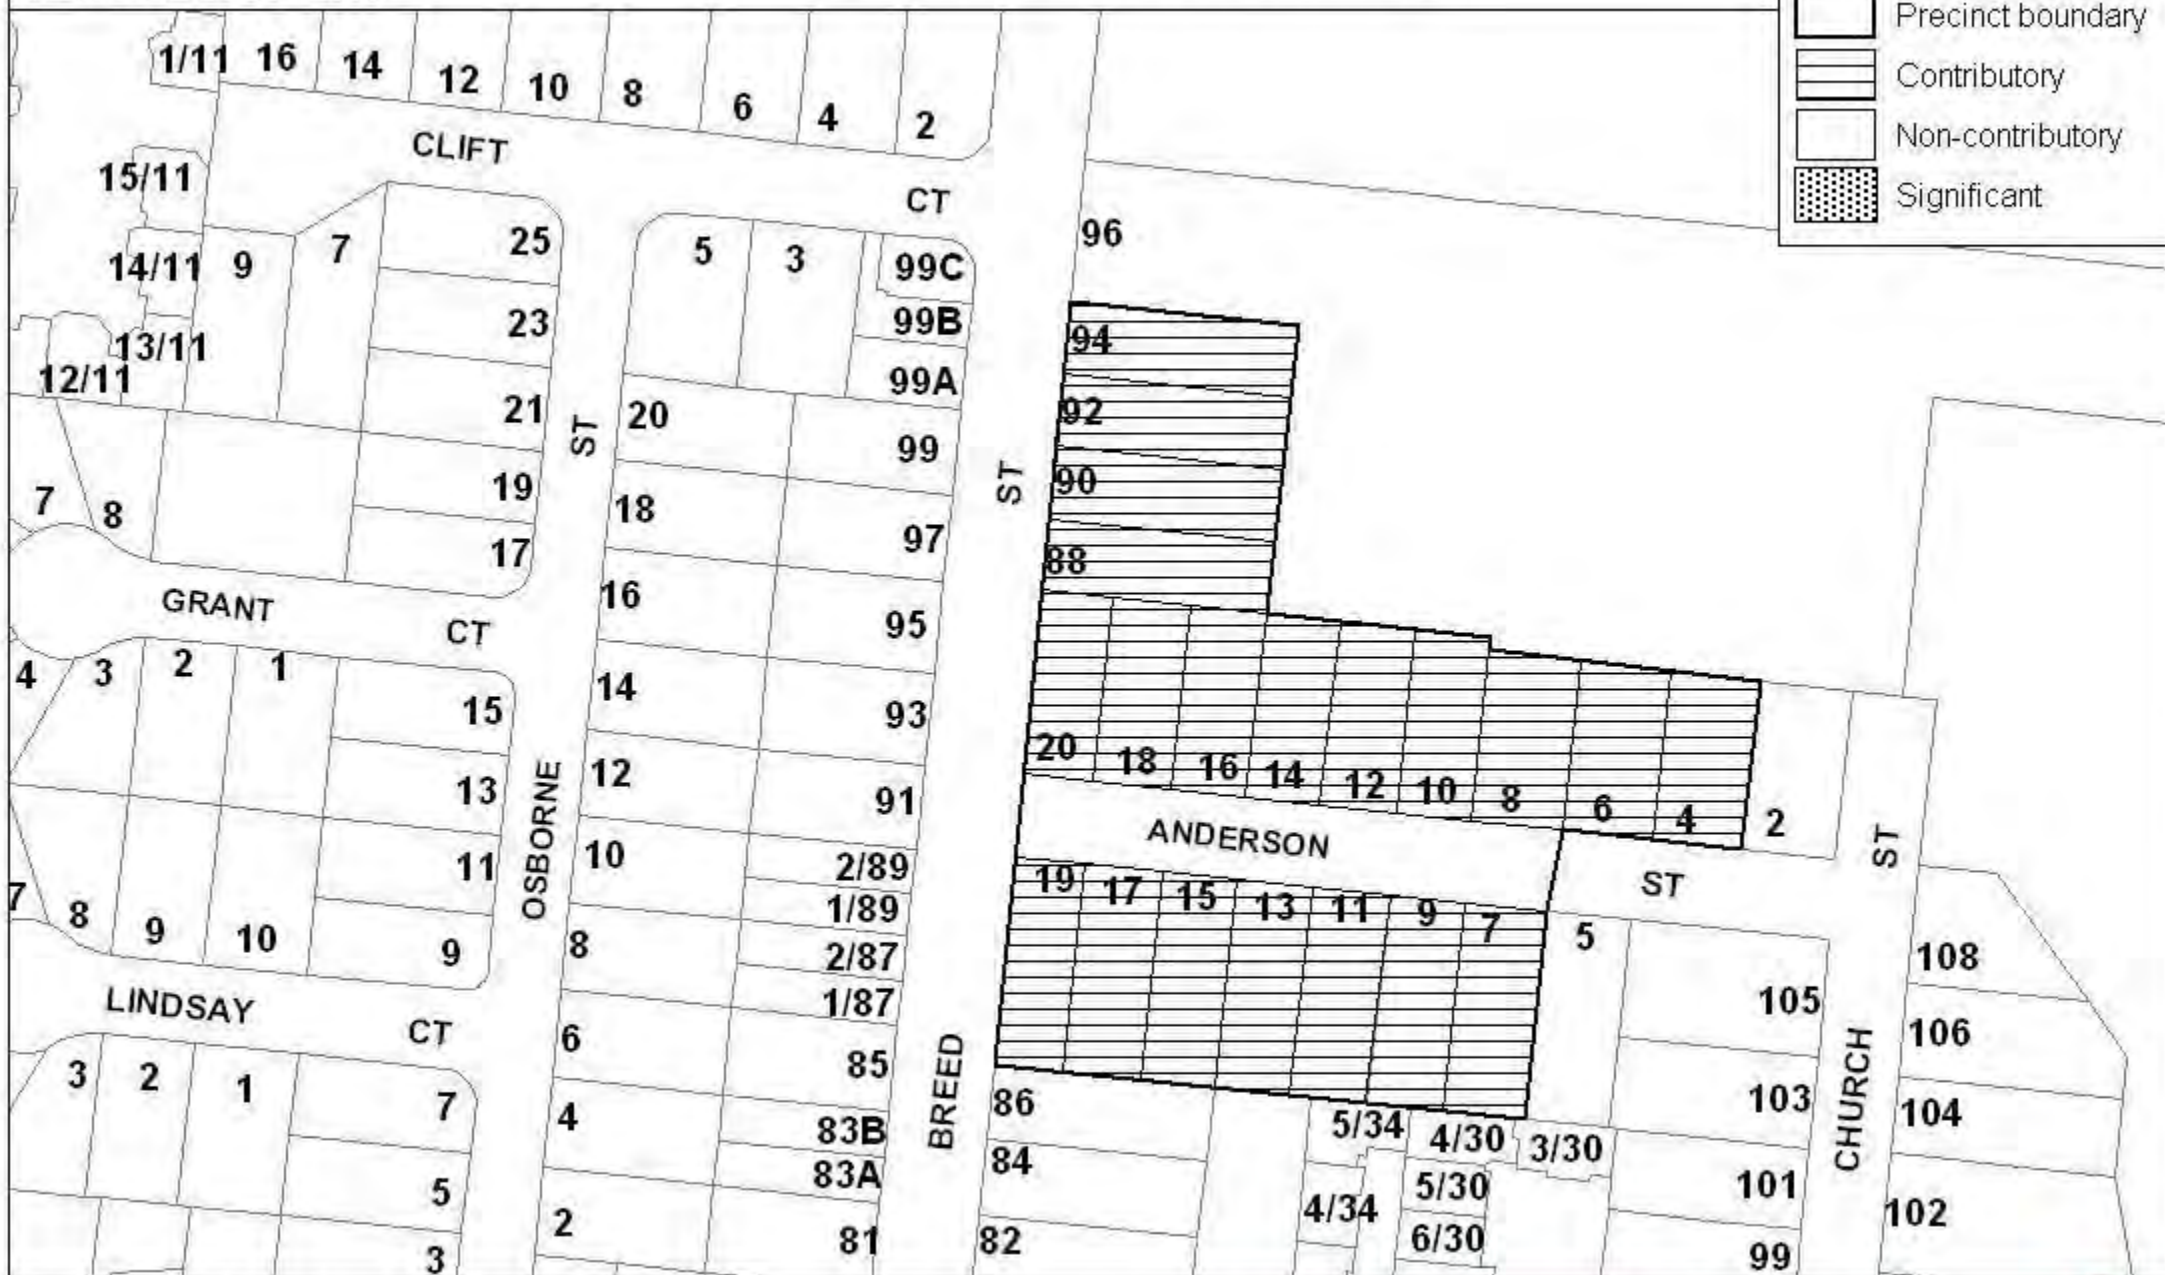 Precinct boundary
Contributory
Non-contributory
Significant
1/11 16 14 12 10 8 6 4 2
CLIFT CT
15/11
14/11 9 7 25
13/11 23
12/11 21
7 8 19
17
5 3 99C
99B
99A
96
94
92
90
88
ST
20 99
18 97
16 95
14 93
12 91
10 2/89
1/89
8 2/87
1/87
6 85
4 83B
83A
2 81
ST
GRANT CT
4 3 2 1 15
13
11
7 8 9 10 9
OSBORNE
LINDSAY CT
3 2 1 7
5
3
20 18 16 14 12 10 8 6 4 2
ANDERSON ST
19 17 15 13 11 9 7 5
BREED
86
84
82
5/34 4/30 3/30
5/30
4/34
6/30
ST
CHURCH
105
103
101
99
108
106
104
102